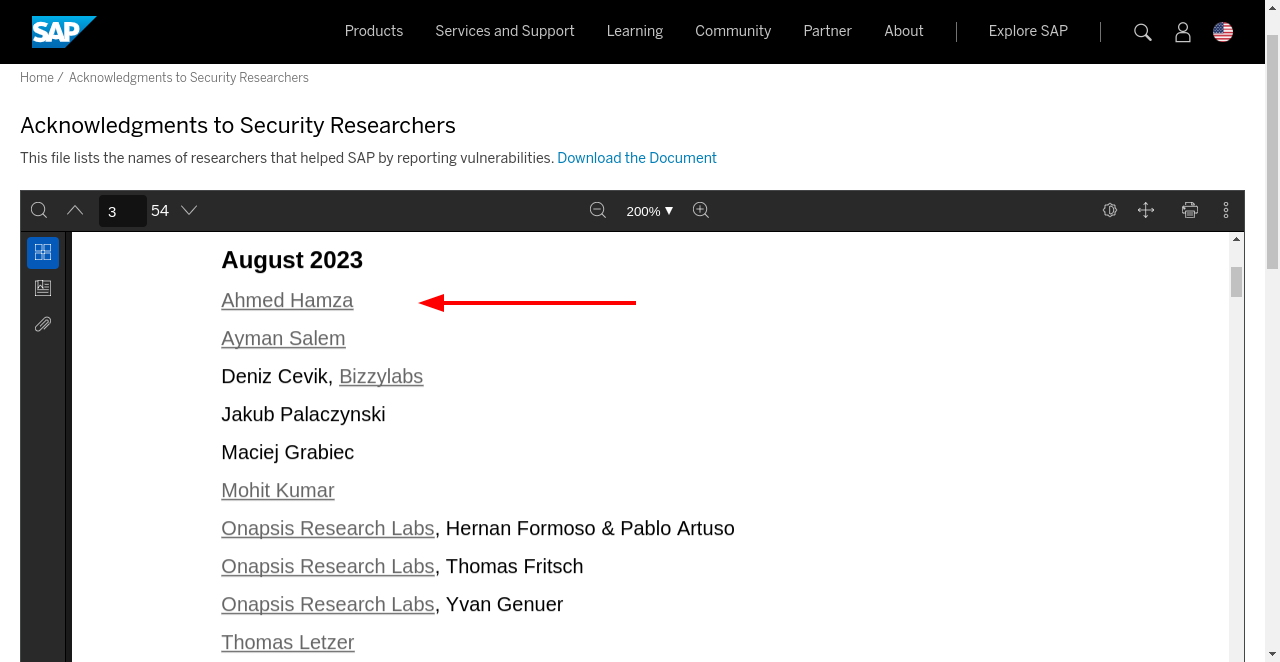 SAP Products Services and Support Learning Community Partner About Explore SAP
Home / Acknowledgments to Security Researchers
Acknowledgments to Security Researchers
This file lists the names of researchers that helped SAP by reporting vulnerabilities. Download the Document
3 54 200%
August 2023
Ahmed Hamza
Ayman Salem
Deniz Cevik, Bizzylabs
Jakub Palaczynski
Maciej Grabiec
Mohit Kumar
Onapsis Research Labs, Hernan Formoso & Pablo Artuso
Onapsis Research Labs, Thomas Fritsch
Onapsis Research Labs, Yvan Genuer
Thomas Letzer